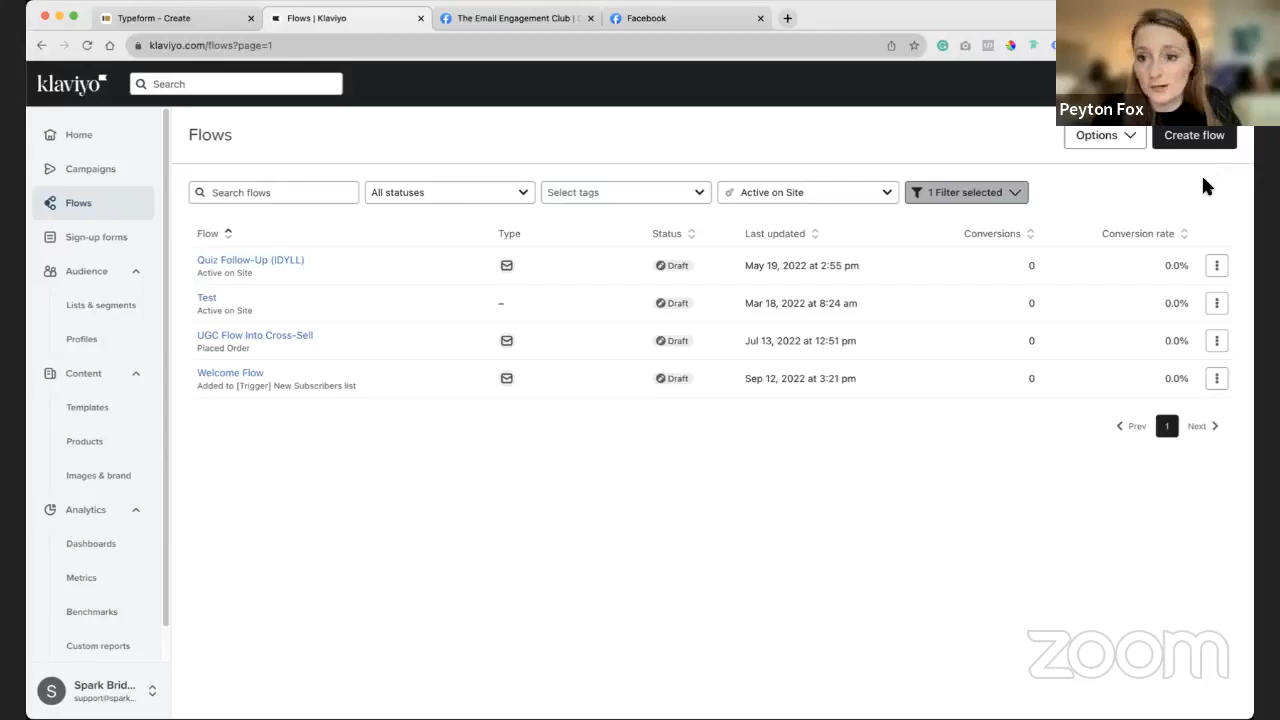 Typeform - Create
Flows | Klaviyo
The Email Engagement Club |
Facebook
klaviyo.com/flows?page=1
klaviyo
Search
Peyton Fox
Home
Campaigns
Flows
Sign-up forms
Audience
Lists & segments
Profiles
Content
Templates
Products
Images & brand
Analytics
Dashboards
Metrics
Benchmarks
Custom reports
S
Spark Brid...
support@spark...
Flows
Options
Create flow
Search flows
All statuses
Select tags
Active on Site
1 Filter selected
Flow Type Status Last updated Conversions Conversion rate
Quiz Follow-Up (IDYLL) Draft May 19, 2022 at 2:55 pm 0 0.0%
Active on Site
Test – Draft Mar 18, 2022 at 8:24 am 0 0.0%
Active on Site
UGC Flow Into Cross-Sell Draft Jul 13, 2022 at 12:51 pm 0 0.0%
Placed Order
Welcome Flow Draft Sep 12, 2022 at 3:21 pm 0 0.0%
Added to [Trigger] New Subscribers list
Prev 1 Next
zoom